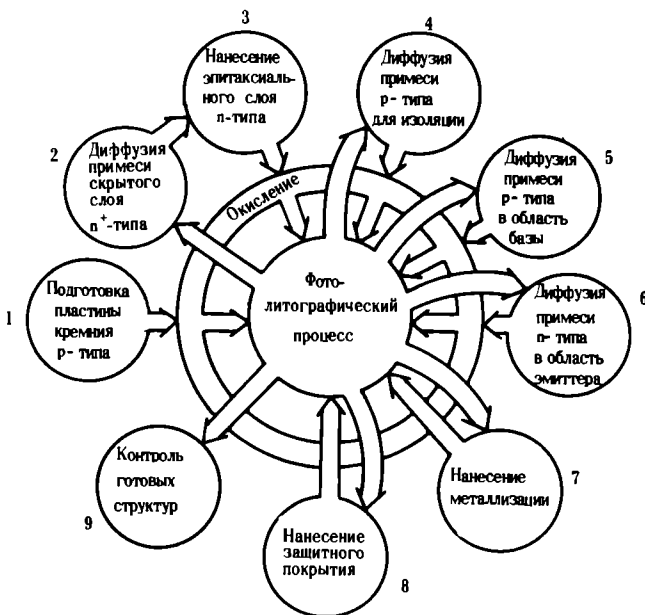 1
Подготовка
пластины
кремния
р- типа
2
Диффузия
примеси
скрытого
слоя
n⁺-типа
3
Нанесение
эпитаксиаль-
ного слоя
n-типа
4
Диффузия
примеси
р- типа
для изоляции
5
Диффузия
примеси
р- типа
в область
базы
6
Диффузия
примеси
n- типа
в область
эмиттера
7
Нанесение
металлизации
8
Нанесение
защитного
покрытия
9
Контроль
готовых
структур
Окисление
Фото-
литографический
процесс